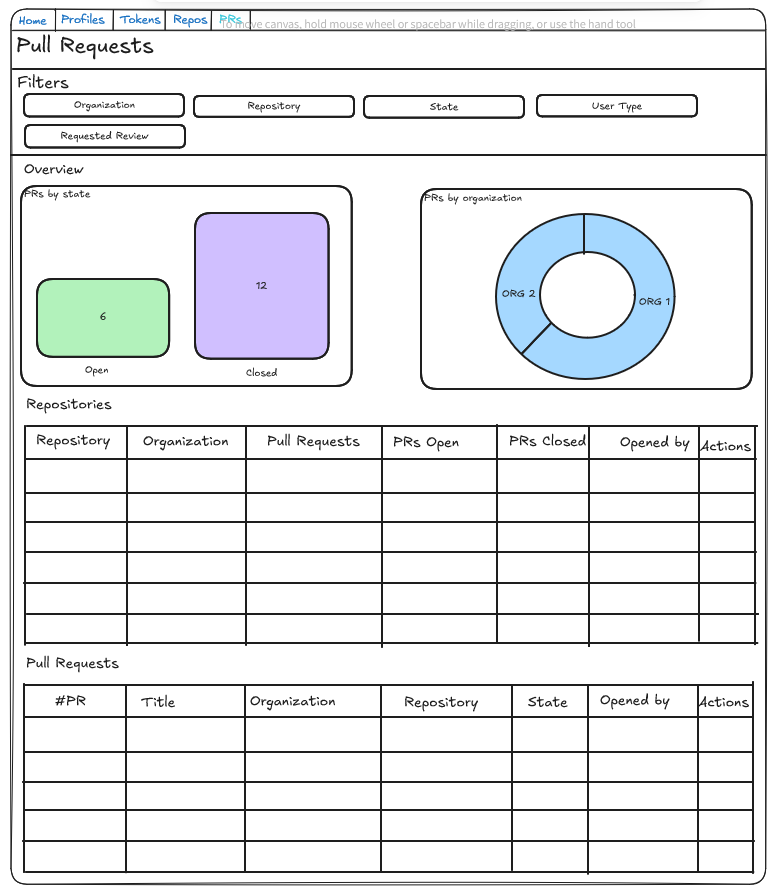 Home Profiles Tokens Repos PRs
To move canvas, hold mouse wheel or spacebar while dragging, or use the hand tool
Pull Requests
Filters
Organization Repository State User Type
Requested Review
Overview
PRs by state
12
6
Open
Closed
PRs by organization
ORG 2 ORG 1
Repositories
Repository Organization Pull Requests PRs Open PRs Closed Opened by Actions
Pull Requests
#PR Title Organization Repository State Opened by Actions